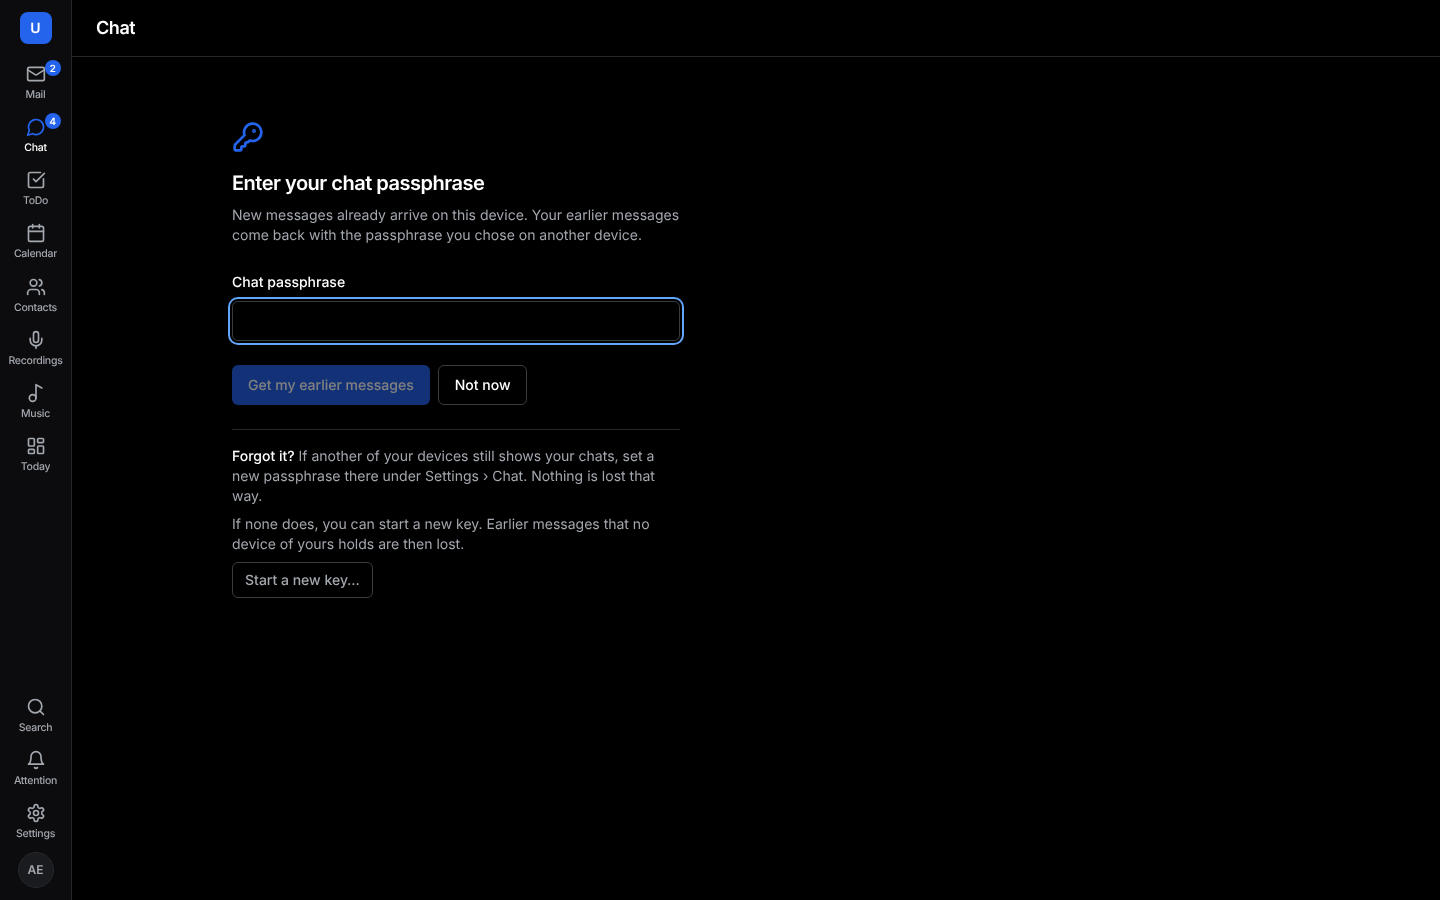 U
Chat
2
Mail
4
Chat
ToDo
Calendar
Contacts
Recordings
Music
Today
Enter your chat passphrase
New messages already arrive on this device. Your earlier messages
come back with the passphrase you chose on another device.
Chat passphrase
Get my earlier messages
Not now
Forgot it? If another of your devices still shows your chats, set a
new passphrase there under Settings › Chat. Nothing is lost that
way.
If none does, you can start a new key. Earlier messages that no
device of yours holds are then lost.
Start a new key...
Search
Attention
Settings
AE